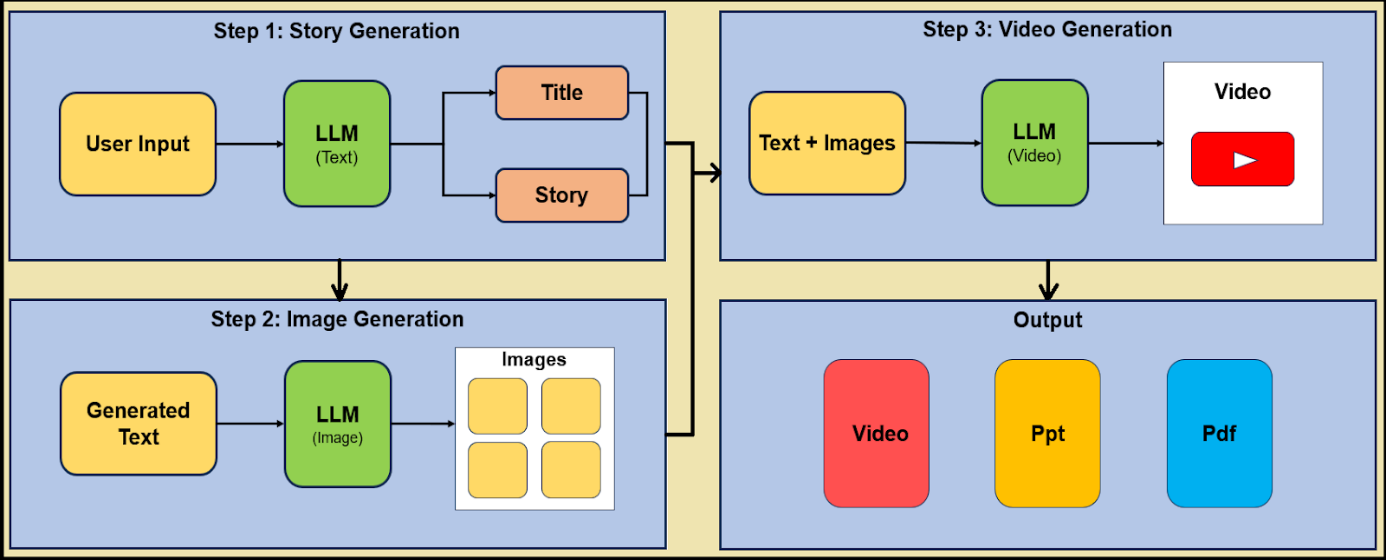 Step 1: Story Generation
User Input
LLM
(Text)
Title
Story
Step 2: Image Generation
Generated
Text
LLM
(Image)
Images
Step 3: Video Generation
Text + Images
LLM
(Video)
Video
Output
Video
Ppt
Pdf